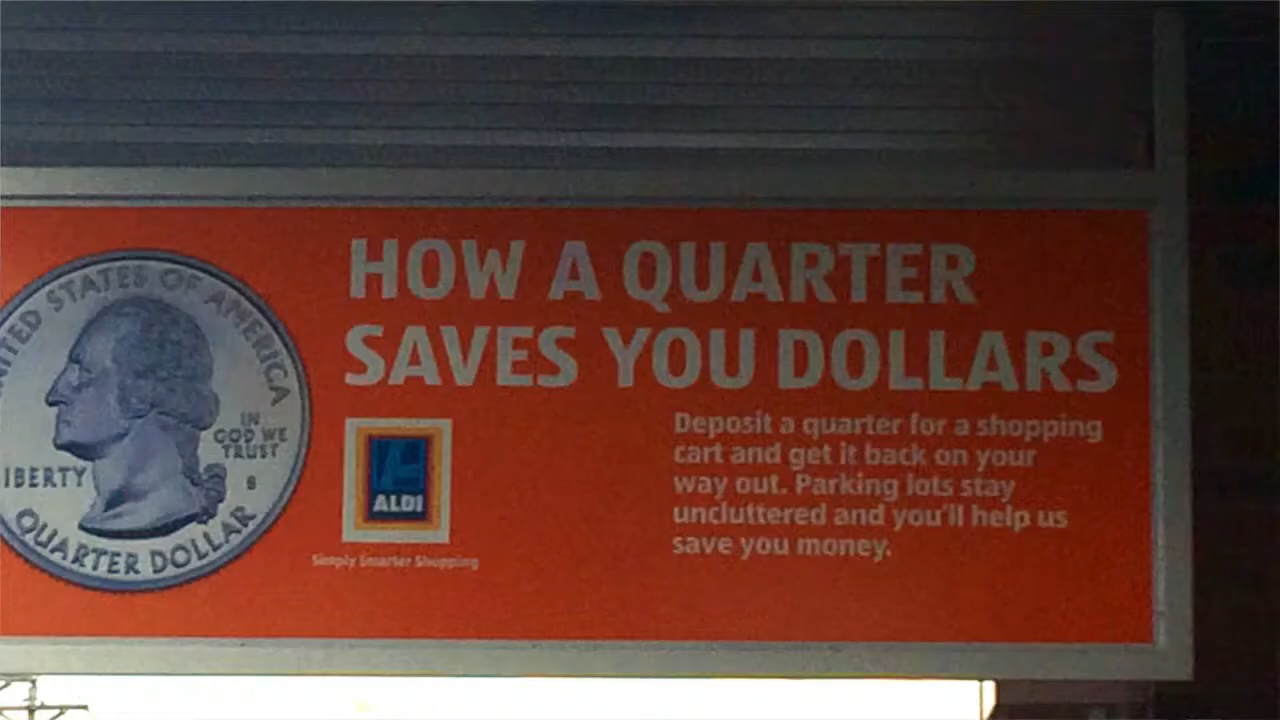 UNITED STATES OF AMERICA
IN
GOD WE
TRUST
LIBERTY
QUARTER DOLLAR
HOW A QUARTER
SAVES YOU DOLLARS
ALDI
Simply Smarter Shopping
Deposit a quarter for a shopping
cart and get it back on your
way out. Parking lots stay
uncluttered and you'll help us
save you money.